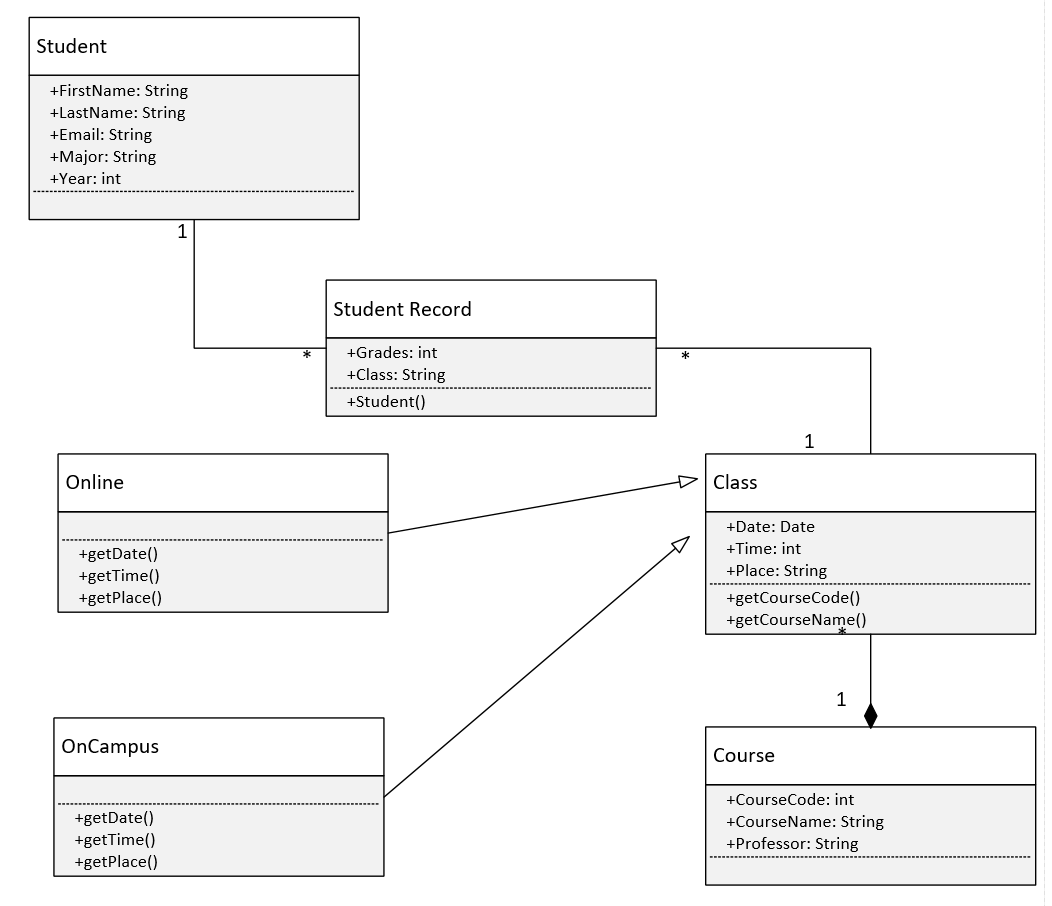 Student
+FirstName: String
+LastName: String
+Email: String
+Major: String
+Year: int
1
Student Record
*
+Grades: int
+Class: String
+Student()
*
1
Online
+getDate()
+getTime()
+getPlace()
Class
+Date: Date
+Time: int
+Place: String
+getCourseCode()
+getCourseName()
*
1
OnCampus
+getDate()
+getTime()
+getPlace()
Course
+CourseCode: int
+CourseName: String
+Professor: String